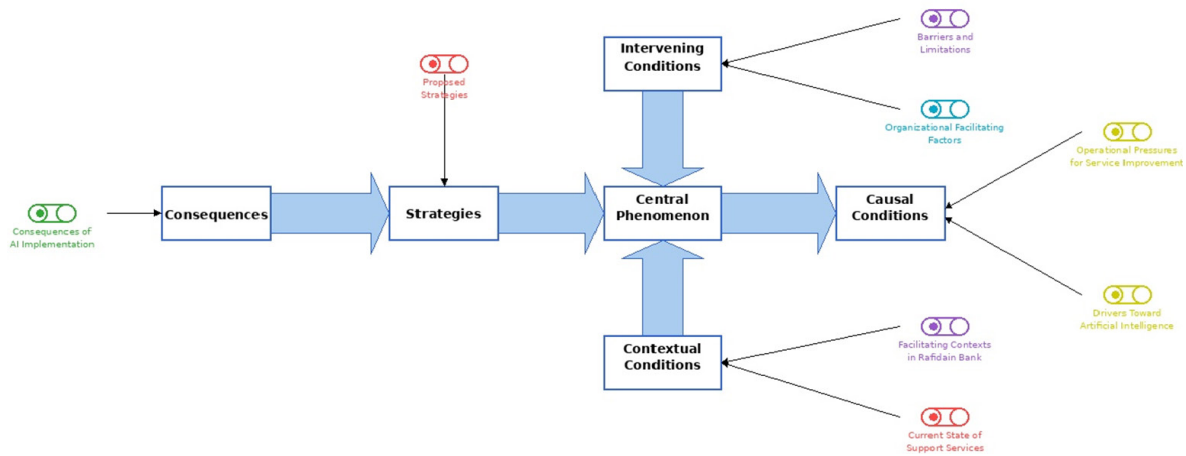 Barriers and
Limitations
Intervening
Conditions
Proposed
Strategies
Organizational Facilitating
Factors
Operational Pressures
for Service Improvement
Consequences
Strategies
Central
Phenomenon
Causal
Conditions
Consequences of
AI Implementation
Drivers Toward
Artificial Intelligence
Facilitating Contexts
in Rafidain Bank
Contextual
Conditions
Current State of
Support Services